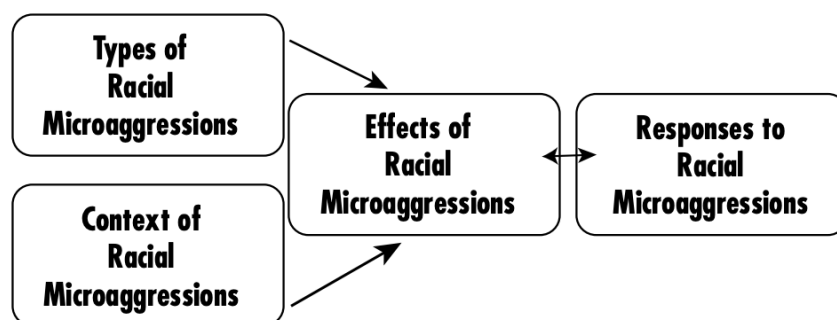 Types of
Racial
Microaggressions
Context of
Racial
Microaggressions
Effects of
Racial
Microaggressions
Responses to
Racial
Microaggressions